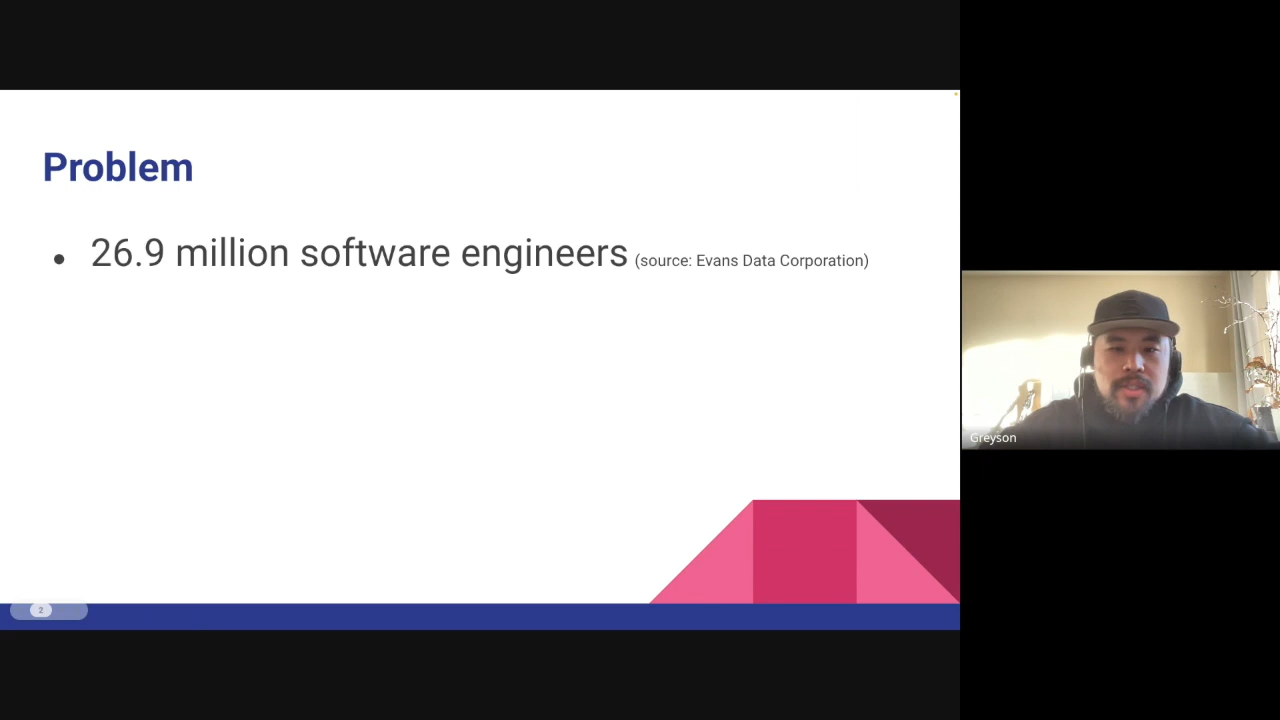 Problem
● 26.9 million software engineers (source: Evans Data Corporation)
2
Greyson